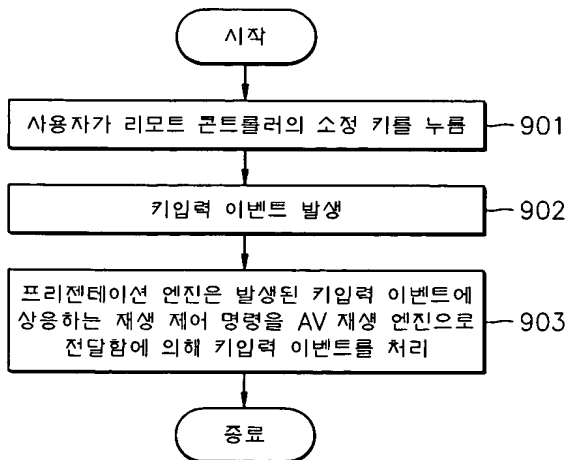 시작
사용자가 리모트 콘트롤러의 소정 키를 누름
901
키입력 이벤트 발생
902
프리젠테이션 엔진은 발생된 키입력 이벤트에
상용하는 재생 제어 명령을 AV 재생 엔진으로
전달함에 의해 키입력 이벤트를 처리
903
종료